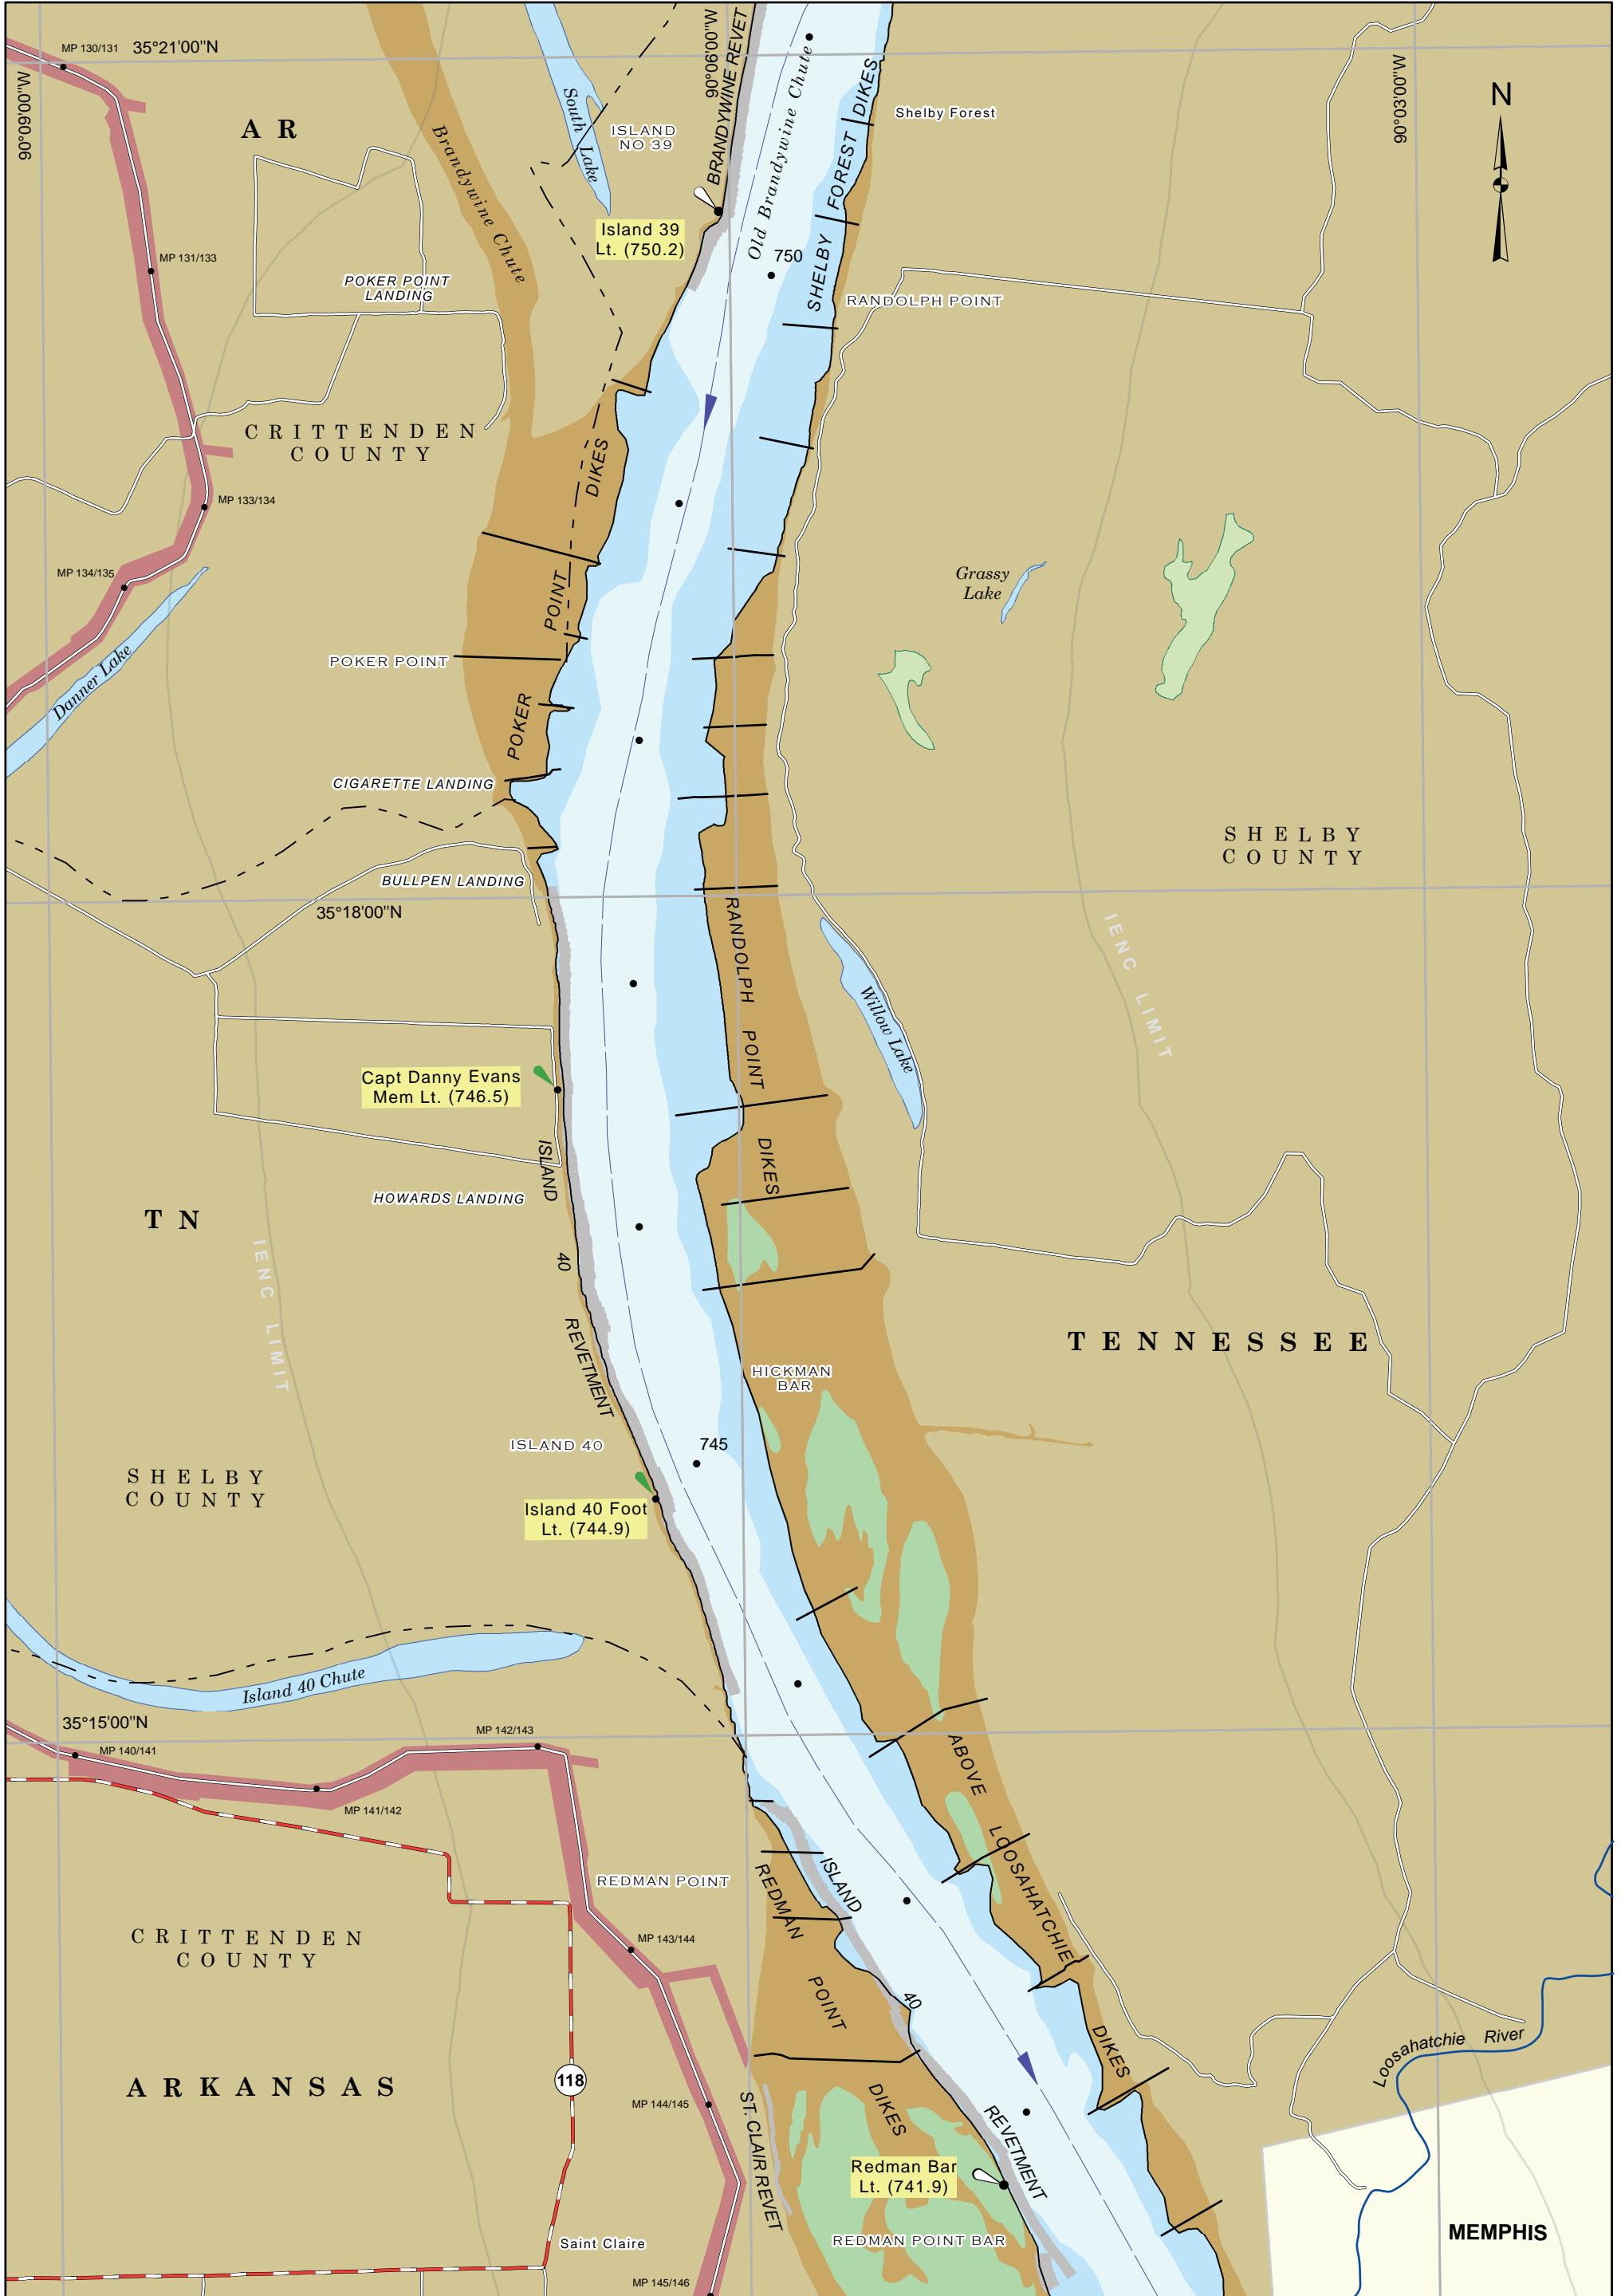 MP 130/131
35°21'00"N
90°09'00"W
90°06'00"W
90°03'00"W
N
A R
South Lake
ISLAND
NO 39
BRANDYWINE REVET
Old Brandywine Chute
SHELBY FOREST DIKES
Shelby Forest
Brandywine Chute
Island 39
Lt. (750.2)
750
MP 131/133
POKER POINT
LANDING
RANDOLPH POINT
CRITTENDEN
COUNTY
MP 133/134
MP 134/135
Danner Lake
POKER POINT DIKES
POKER POINT
Grassy
Lake
CIGARETTE LANDING
SHELBY
COUNTY
BULLPEN LANDING
35°18'00"N
RANDOLPH POINT DIKES
Willow Lake
IENC LIMIT
Capt Danny Evans
Mem Lt. (746.5)
ISLAND 40 REVETMENT
HOWARDS LANDING
T N
IENC LIMIT
TENNESSEE
HICKMAN
BAR
ISLAND 40
745
SHELBY
COUNTY
Island 40 Foot
Lt. (744.9)
Island 40 Chute
35°15'00"N
MP 140/141
MP 142/143
MP 141/142
ABOVE LOOSAHATCHIE DIKES
REDMAN POINT
REDMAN POINT DIKES
ISLAND 40 REVETMENT
CRITTENDEN
COUNTY
MP 143/144
Loosahatchie River
ARKANSAS
118
MP 144/145
ST. CLAIR REVET
Redman Bar
Lt. (741.9)
REDMAN POINT BAR
Saint Claire
MEMPHIS
MP 145/146